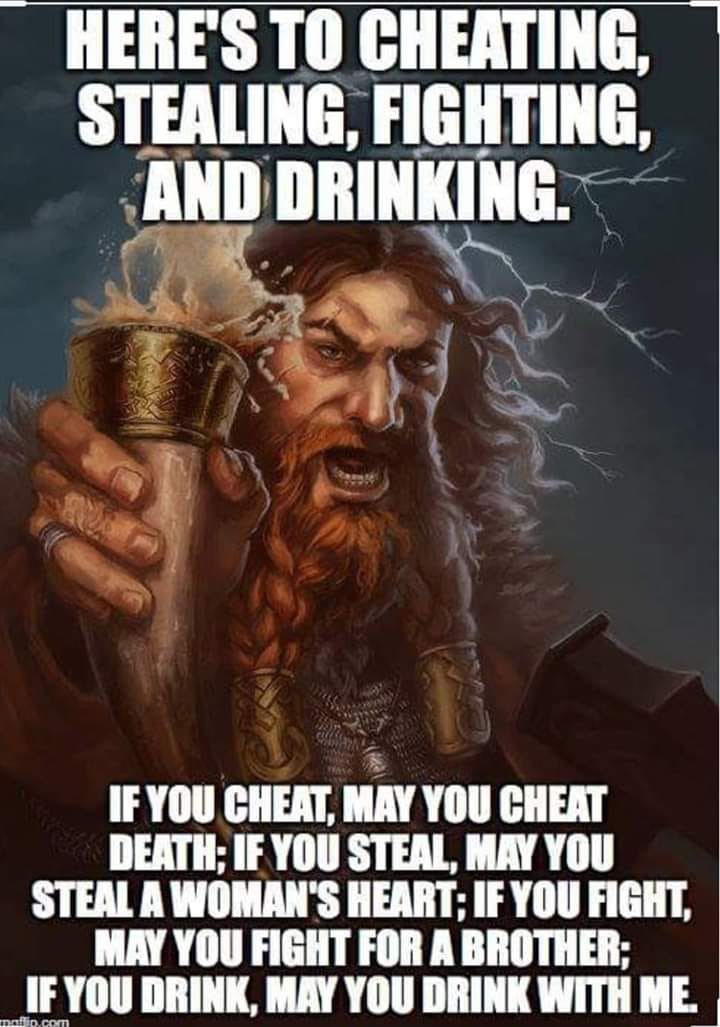 HERE'S TO CHEATING,
STEALING, FIGHTING,
AND DRINKING.
IF YOU CHEAT, MAY YOU CHEAT
DEATH; IF YOU STEAL, MAY YOU
STEAL A WOMAN'S HEART; IF YOU FIGHT,
MAY YOU FIGHT FOR A BROTHER;
IF YOU DRINK, MAY YOU DRINK WITH ME.
imgflip.com